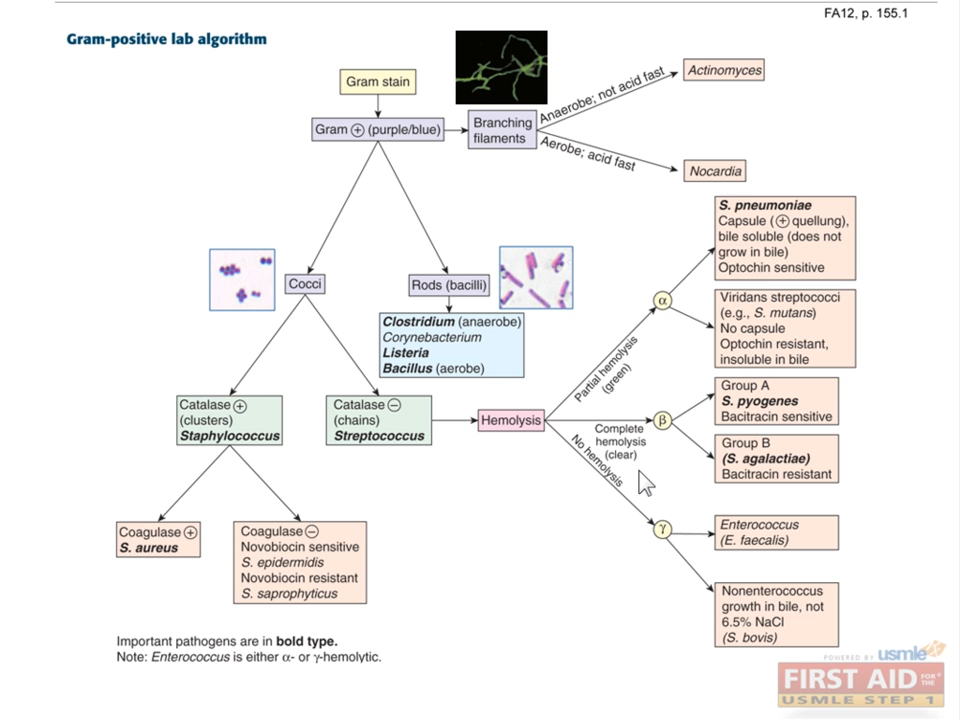 FA12, p. 155.1
Gram-positive lab algorithm
Gram stain
Gram ⊕ (purple/blue)
Branching
filaments
Anaerobe; not acid fast
Aerobe; acid fast
Actinomyces
Nocardia
Cocci
Rods (bacilli)
Clostridium (anaerobe)
Corynebacterium
Listeria
Bacillus (aerobe)
Catalase ⊕
(clusters)
Staphylococcus
Catalase ⊖
(chains)
Streptococcus
Hemolysis
Partial hemolysis
(green)
Complete
hemolysis
(clear)
No hemolysis
α
S. pneumoniae
Capsule (⊕ quellung),
bile soluble (does not
grow in bile)
Optochin sensitive
Viridans streptococci
(e.g., S. mutans)
No capsule
Optochin resistant,
insoluble in bile
β
Group A
S. pyogenes
Bacitracin sensitive
Group B
(S. agalactiae)
Bacitracin resistant
γ
Enterococcus
(E. faecalis)
Nonenterococcus
growth in bile, not
6.5% NaCl
(S. bovis)
Coagulase ⊕
S. aureus
Coagulase ⊖
Novobiocin sensitive
S. epidermidis
Novobiocin resistant
S. saprophyticus
Important pathogens are in bold type.
Note: Enterococcus is either α- or γ-hemolytic.
POWERED BY usmle
FIRST AID FOR THE®
USMLE STEP 1